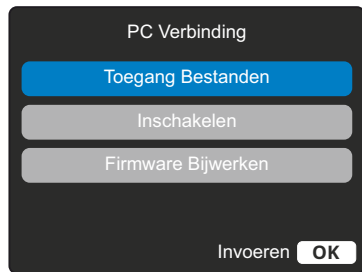 PC Verbinding
Toegang Bestanden
Inschakelen
Firmware Bijwerken
Invoeren OK